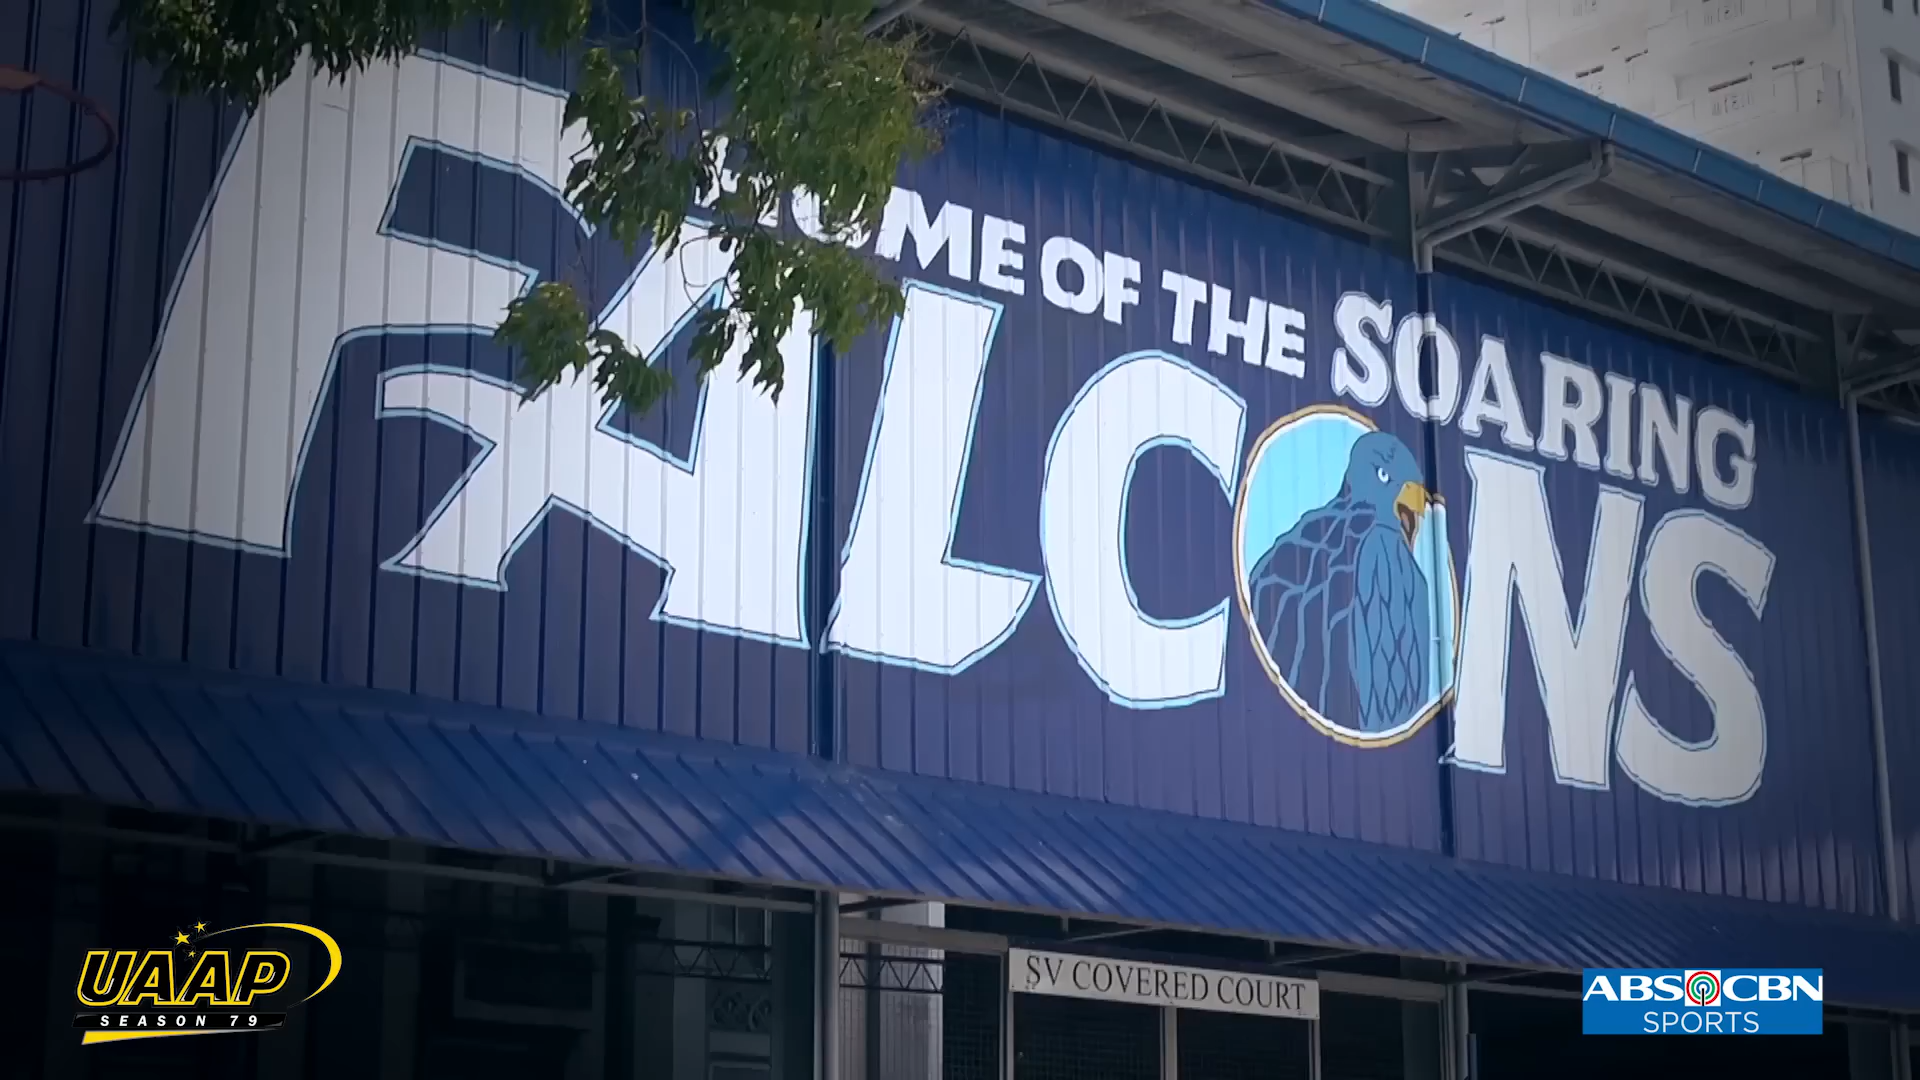 HOME OF THE SOARING
FALCONS
SV COVERED COURT
UAAP
SEASON 79
ABS-CBN
SPORTS